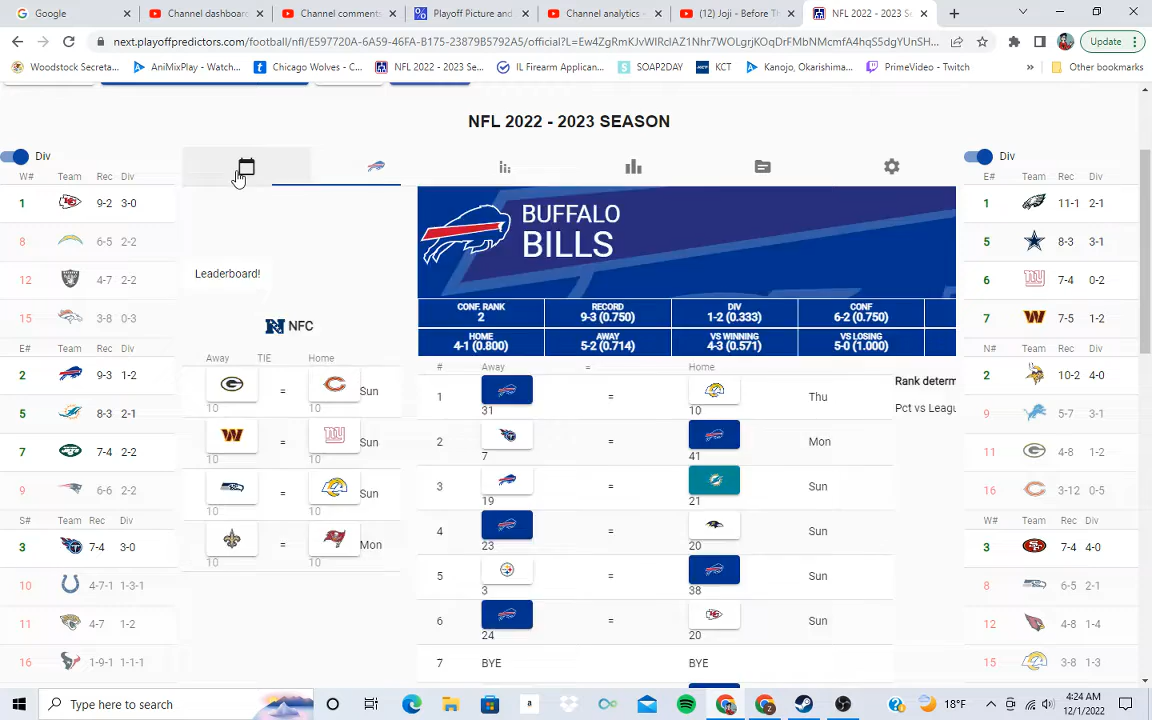 Google
Channel dashboard
Channel comments
Playoff Picture and
Channel analytics -
(12) Joji - Before Th
NFL 2022 - 2023 Se
next.playoffpredictors.com/football/nfl/E597720A-6A59-46FA-B175-23879B5792A5/official?L=Ew4ZgRmKJvWIRcIAZ1Nhr7WOLgrjKOqDrFMbNMcmfA4hqS5dgYUnSH...
Update
Woodstock Secreta...
AniMixPlay - Watch...
Chicago Wolves - C...
NFL 2022 - 2023 Se...
IL Firearm Applican...
SOAP2DAY
KCT
Kanojo, Okarishima...
PrimeVideo - Twitch
»
Other bookmarks
NFL 2022 - 2023 SEASON
Div
W# Team Rec Div
1 9-2 3-0
8 6-5 2-2
12 4-7 2-2
15 3-8 0-3
E# Team Rec Div
2 9-3 1-2
5 8-3 2-1
7 7-4 2-2
9 6-6 2-2
S# Team Rec Div
3 7-4 3-0
10 4-7-1 1-3-1
11 4-7 1-2
16 1-9-1 1-1-1
Leaderboard!
NFC
Away TIE Home
= Sun
10 10
= Sun
10 10
= Sun
10 10
= Mon
10 10
BUFFALO
BILLS
CONF. RANK
2
RECORD
9-3 (0.750)
DIV
1-2 (0.333)
CONF
6-2 (0.750)
HOME
4-1 (0.800)
AWAY
5-2 (0.714)
VS WINNING
4-3 (0.571)
VS LOSING
5-0 (1.000)
# Away = Home
1 = Thu
31 10
2 = Mon
7 41
3 = Sun
19 21
4 = Sun
23 20
5 = Sun
3 38
6 = Sun
24 20
7 BYE BYE
Rank determ
Pct vs Leagu
Div
E# Team Rec Div
1 11-1 2-1
5 8-3 3-1
6 7-4 0-2
7 7-5 1-2
N# Team Rec Div
2 10-2 4-0
9 5-7 3-1
11 4-8 1-2
16 3-12 0-5
W# Team Rec Div
3 7-4 4-0
8 6-5 2-1
12 4-8 1-4
15 3-8 1-3
Type here to search
18°F
4:24 AM
12/1/2022